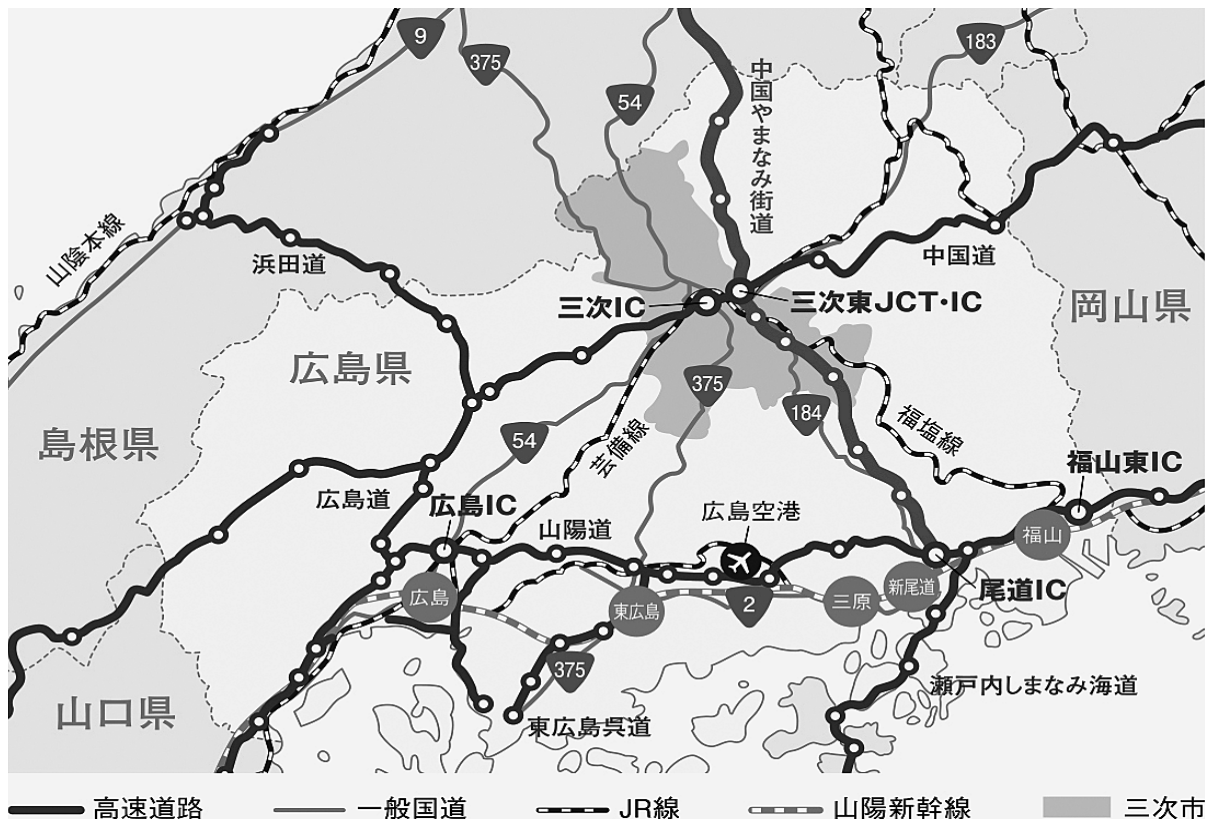 9
375
54
183
中国やまなみ街道
山陰本線
浜田道
中国道
三次IC
三次東JCT・IC
岡山県
広島県
375
184
島根県
54
芸備線
福塩線
福山東IC
広島道
広島IC
山陽道
広島空港
福山
広島
東広島
2
三原
新尾道
尾道IC
375
山口県
瀬戸内しまなみ海道
東広島呉道
高速道路
一般国道
JR線
山陽新幹線
三次市